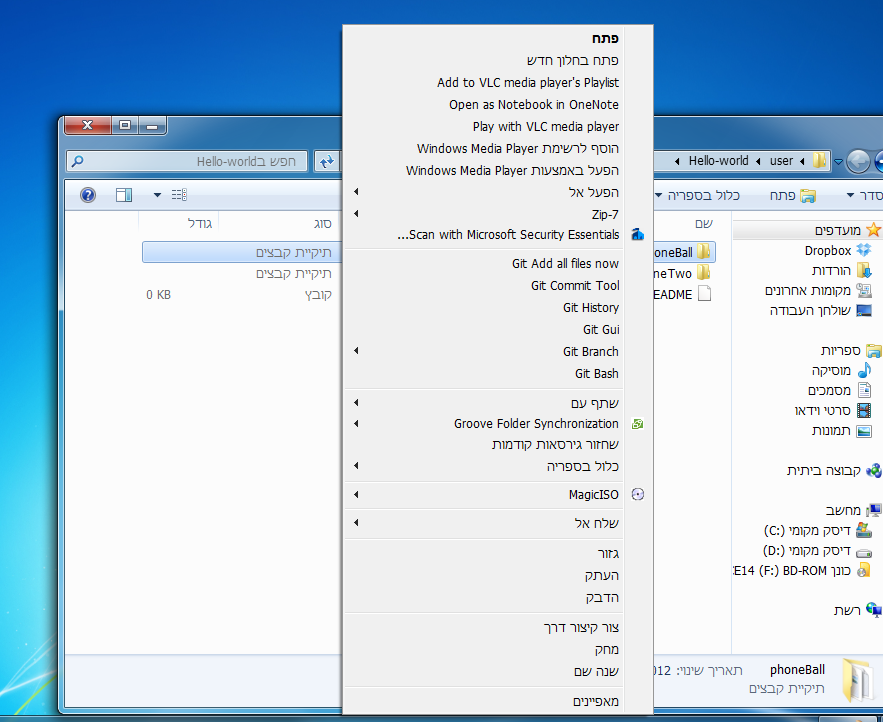 פתח
פתח בחלון חדש
Add to VLC media player's Playlist
Open as Notebook in OneNote
Play with VLC media player
הוסף לרשימת Windows Media Player
הפעל באמצעות Windows Media Player
הפעל אל
7-Zip
Scan with Microsoft Security Essentials...
Git Add all files now
Git Commit Tool
Git History
Git Gui
Git Branch
Git Bash
שתף עם
Groove Folder Synchronization
שחזור גירסאות קודמות
כלול בספריה
MagicISO
שלח אל
גזור
העתק
הדבק
צור קיצור דרך
מחק
שנה שם
מאפיינים
user Hello-world
חפש בHello-world
סדר פתח כלול בספריה
שם סוג גודל
oneBall תיקיית קבצים
neTwo תיקיית קבצים
EADME קובץ 0 KB
מועדפים
Dropbox
הורדות
מקומות אחרונים
שולחן העבודה
ספריות
מוסיקה
מסמכים
סרטי וידאו
תמונות
קבוצה ביתית
מחשב
דיסק מקומי (C:)
דיסק מקומי (D:)
כונן BD-ROM (F:) CE14
רשת
phoneBall תאריך שינוי: 012
תיקיית קבצים